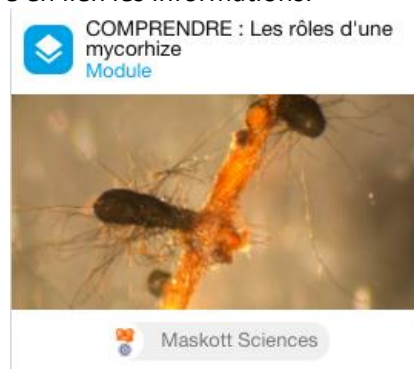 en lien les informations.
COMPRENDRE : Les rôles d'une
mycorhize
Module
Maskott Sciences